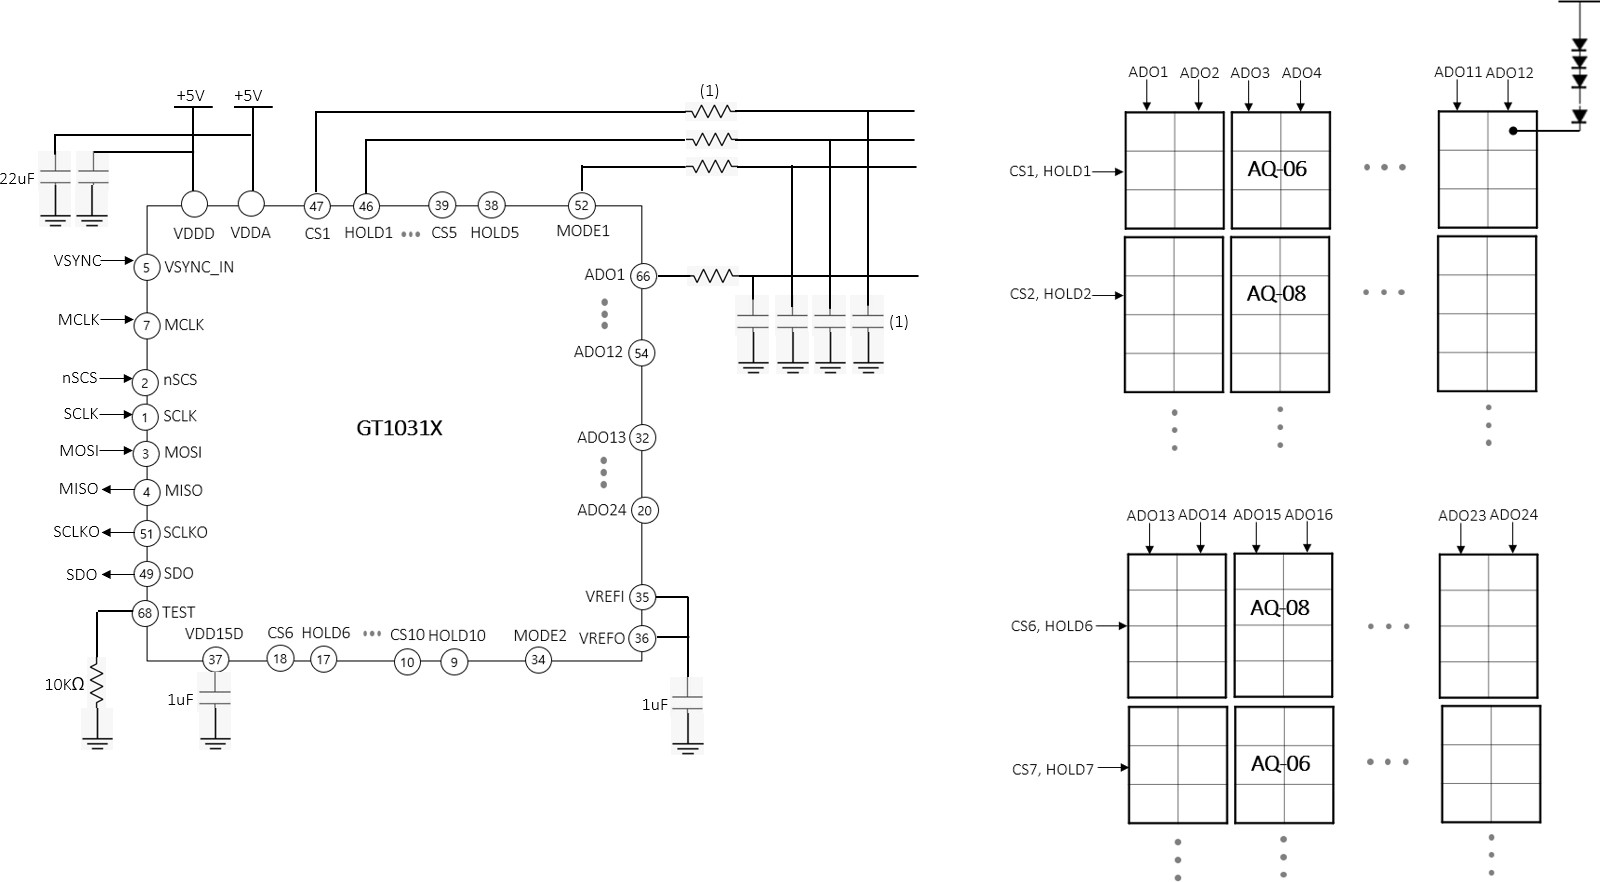 +5V +5V
(1)
22uF
VDDD VDDA
47 46 39 38 52
CS1 HOLD1 CS5 HOLD5 MODE1
VSYNC 5 VSYNC_IN
MCLK 7 MCLK
nSCS 2 nSCS
SCLK 1 SCLK
MOSI 3 MOSI
MISO 4 MISO
SCLKO 51 SCLKO
SDO 49 SDO
68 TEST
10KΩ
GT1031X
ADO1 66
ADO12 54
ADO13 32
ADO24 20
VREFI 35
VREFO 36
(1)
VDD15D CS6 HOLD6 CS10 HOLD10 MODE2
37 18 17 10 9 34
1uF
1uF
ADO1 ADO2 ADO3 ADO4 ADO11 ADO12
CS1, HOLD1 AQ-06
CS2, HOLD2 AQ-08
ADO13 ADO14 ADO15 ADO16 ADO23 ADO24
CS6, HOLD6 AQ-08
CS7, HOLD7 AQ-06